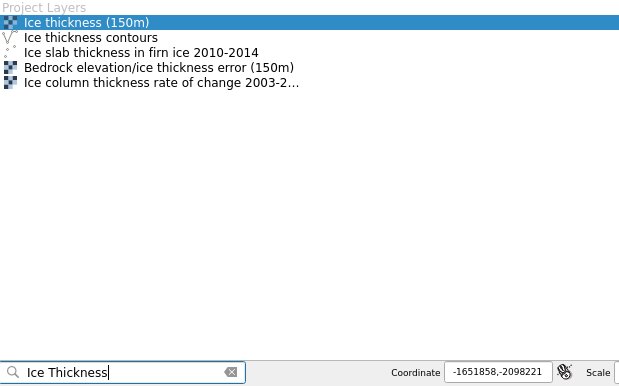 Project Layers
Ice thickness (150m)
Ice thickness contours
Ice slab thickness in firn ice 2010-2014
Bedrock elevation/ice thickness error (150m)
Ice column thickness rate of change 2003-2...
Ice Thickness
Coordinate -1651858,-2098221 Scale